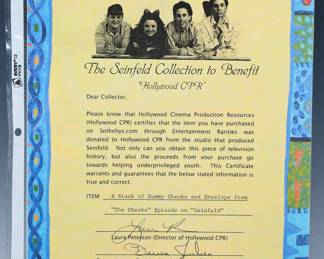 The Seinfeld Collection to Benefit
"Hollywood CPR"
Dear Collector,
Please know that Hollywood Cinema Production Resources
(Hollywood CPR) certifies that the item you have purchased
on Sothebys.com through Entertainment Rarities was
donated to Hollywood CPR from the studio that produced
Seinfeld. Not only can you obtain this piece of television
history, but also the proceeds from your purchase go
towards helping underprivileged youth. This Certificate
warrants and guarantees that the below stated information is
true and correct.
ITEM: A Stack of Dummy Checks and Envelope from
"The Checks" Episode on "Seinfeld"
Laura Peterson (Director of Hollywood CPR)